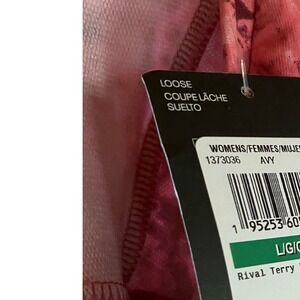 LOOSE
COUPE LÂCHE
SUELTO
WOMENS/FEMMES/MUJE
1373036 AVY
1 95253 60
L/G/
Rival Terry